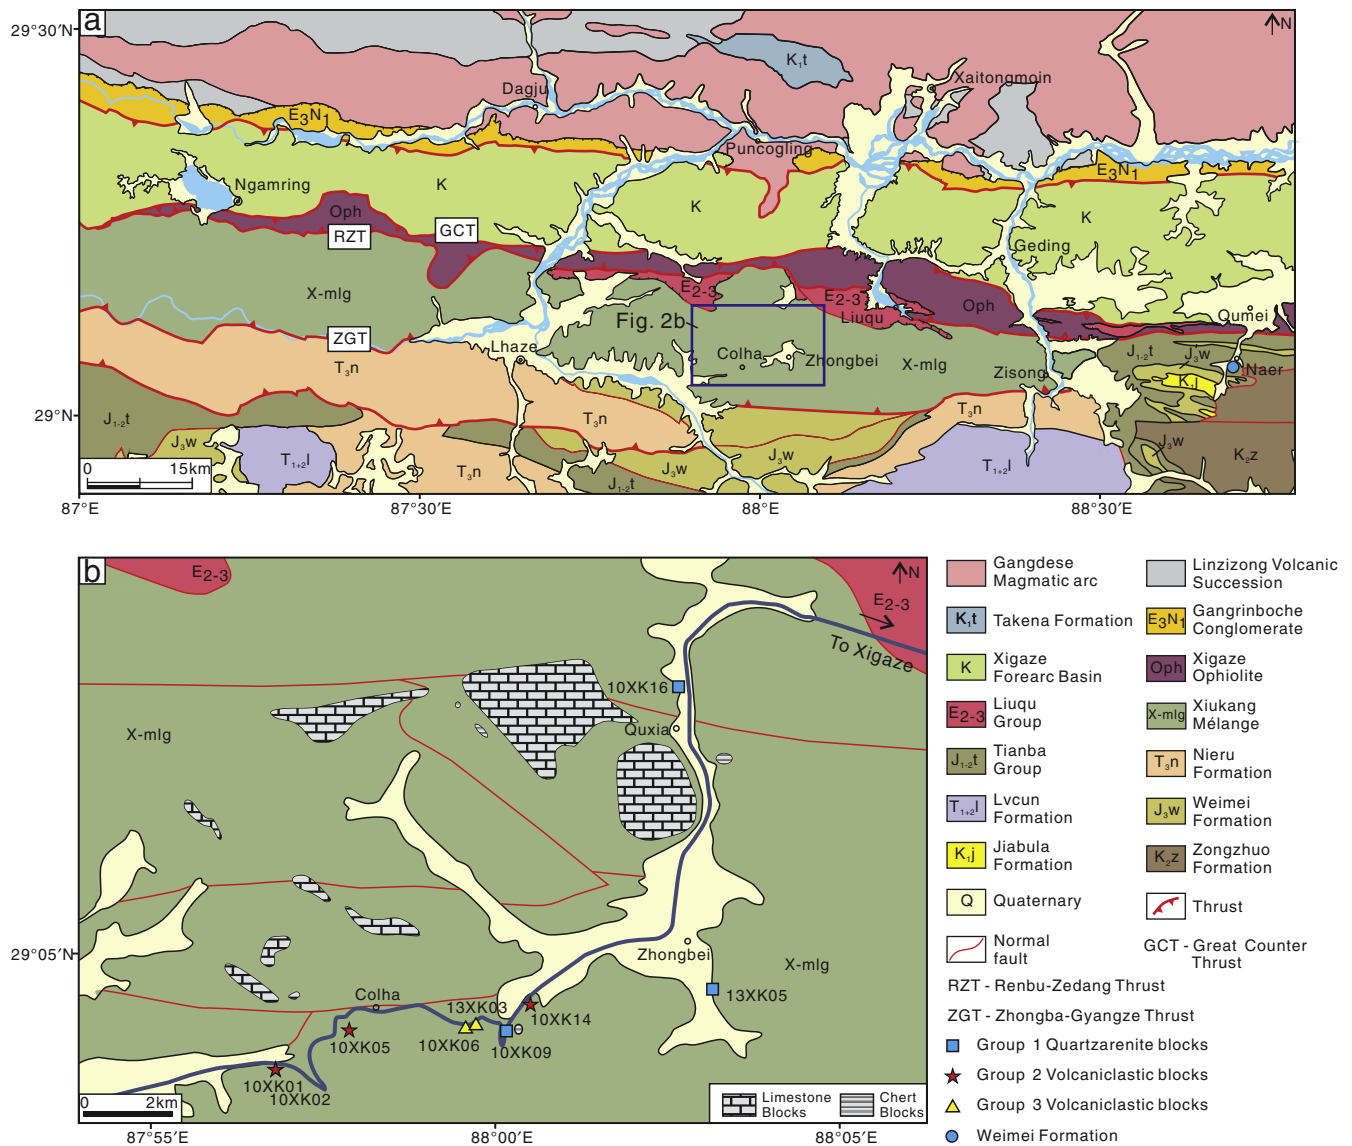 a
N
29°30′N
29°N
87°E
87°30′E
88°E
88°30′E
K₁t
Xaitongmoin
Dagju
E₃N₁
Puncogling
E₃N₁
Ngamring
K
K
K
Oph
RZT
GCT
Geding
X-mlg
E₂₋₃
E₂₋₃
Liuqu
Oph
Qumei
Fig. 2b
ZGT
Lhaze
Colha
Zhongbei
X-mlg
Zisong
J₁₋₂t
J₃w
Naer
K₁j
T₃n
T₃n
T₃n
J₁₋₂t
J₃w
T₁₊₂l
T₃n
J₁₋₂t
J₃w
J₃w
T₁₊₂l
J₃w
K₂z
0 15km
b
N
E₂₋₃
E₂₋₃
To Xigaze
10XK16
Quxia
X-mlg
29°05′N
Zhongbei
X-mlg
13XK05
Colha
13XK03
10XK14
10XK05
10XK06
10XK09
10XK01
10XK02
0 2km
Limestone
Blocks
Chert
Blocks
87°55′E
88°00′E
88°05′E
Gangdese
Magmatic arc
Linzizong Volcanic
Succession
K₁t Takena Formation
E₃N₁ Gangrinboche
Conglomerate
K Xigaze
Forearc Basin
Oph Xigaze
Ophiolite
E₂₋₃ Liuqu
Group
X-mlg Xiukang
Mélange
J₁₋₂t Tianba
Group
T₃n Nieru
Formation
T₁₊₂l Lvcun
Formation
J₃w Weimei
Formation
K₁j Jiabula
Formation
K₂z Zongzhuo
Formation
Q Quaternary
Thrust
Normal
fault
GCT - Great Counter
Thrust
RZT - Renbu-Zedang Thrust
ZGT - Zhongba-Gyangze Thrust
Group 1 Quartzarenite blocks
Group 2 Volcaniclastic blocks
Group 3 Volcaniclastic blocks
Weimei Formation